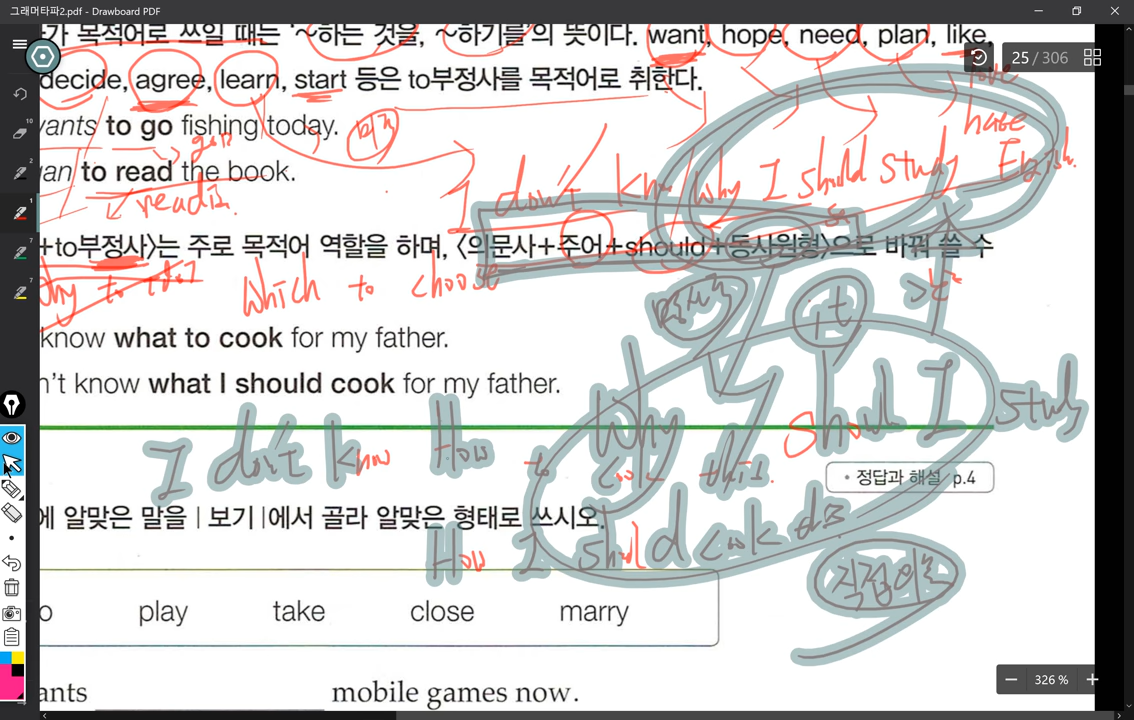 그래머타파2.pdf - Drawboard PDF
가 목적어로 쓰일 때는 '~하는 것을, ~하기를'의 뜻이다. want, hope, need, plan, like,
25 / 306
decide, agree, learn, start 등은 to부정사를 목적어로 취한다.
hate
wants to go fishing today.
an to read the book.
I don't know why I should study English.
+to부정사〉는 주로 목적어 역할을 하며, 〈의문사+주어+should+동사원형〉으로 바꿔 쓸 수
Which to choose
know what to cook for my father.
n't know what I should cook for my father.
Why should I study
I don't know How to cook this.
• 정답과 해설 p.4
에 알맞은 말을 | 보기 |에서 골라 알맞은 형태로 쓰시오.
How I should cook this
직접의문
o play take close marry
326 %
ants mobile games now.